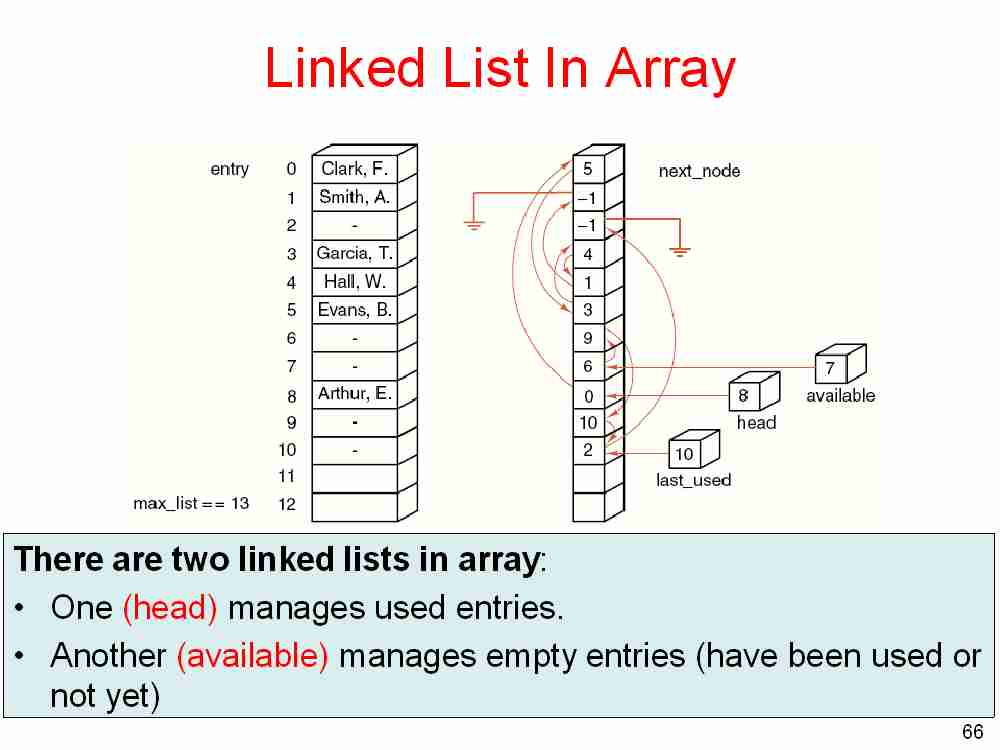 Linked List In Array
entry 0 Clark, F. 5 next_node
1 Smith, A. –1
2 - –1
3 Garcia, T. 4
4 Hall, W. 1
5 Evans, B. 3
6 - 9
7 - 6 7
8 Arthur, E. 0 8 available
9 - 10 head
10 - 2 10
11 last_used
max_list == 13 12
There are two linked lists in array:
• One (head) manages used entries.
• Another (available) manages empty entries (have been used or
not yet)
66